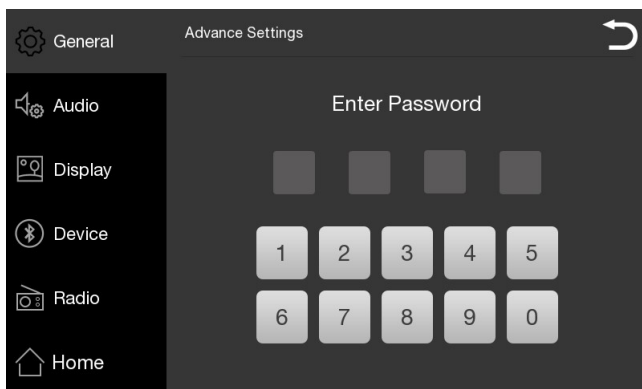 General
Audio
Display
Device
Radio
Home
Advance Settings
Enter Password
1 2 3 4 5
6 7 8 9 0